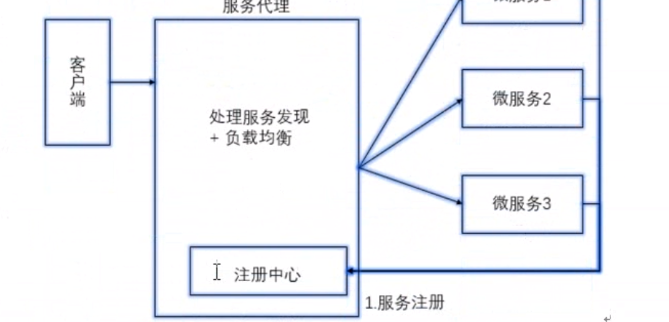 服务代理
客户端
处理服务发现
+ 负载均衡
微服务2
微服务3
注册中心
1.服务注册